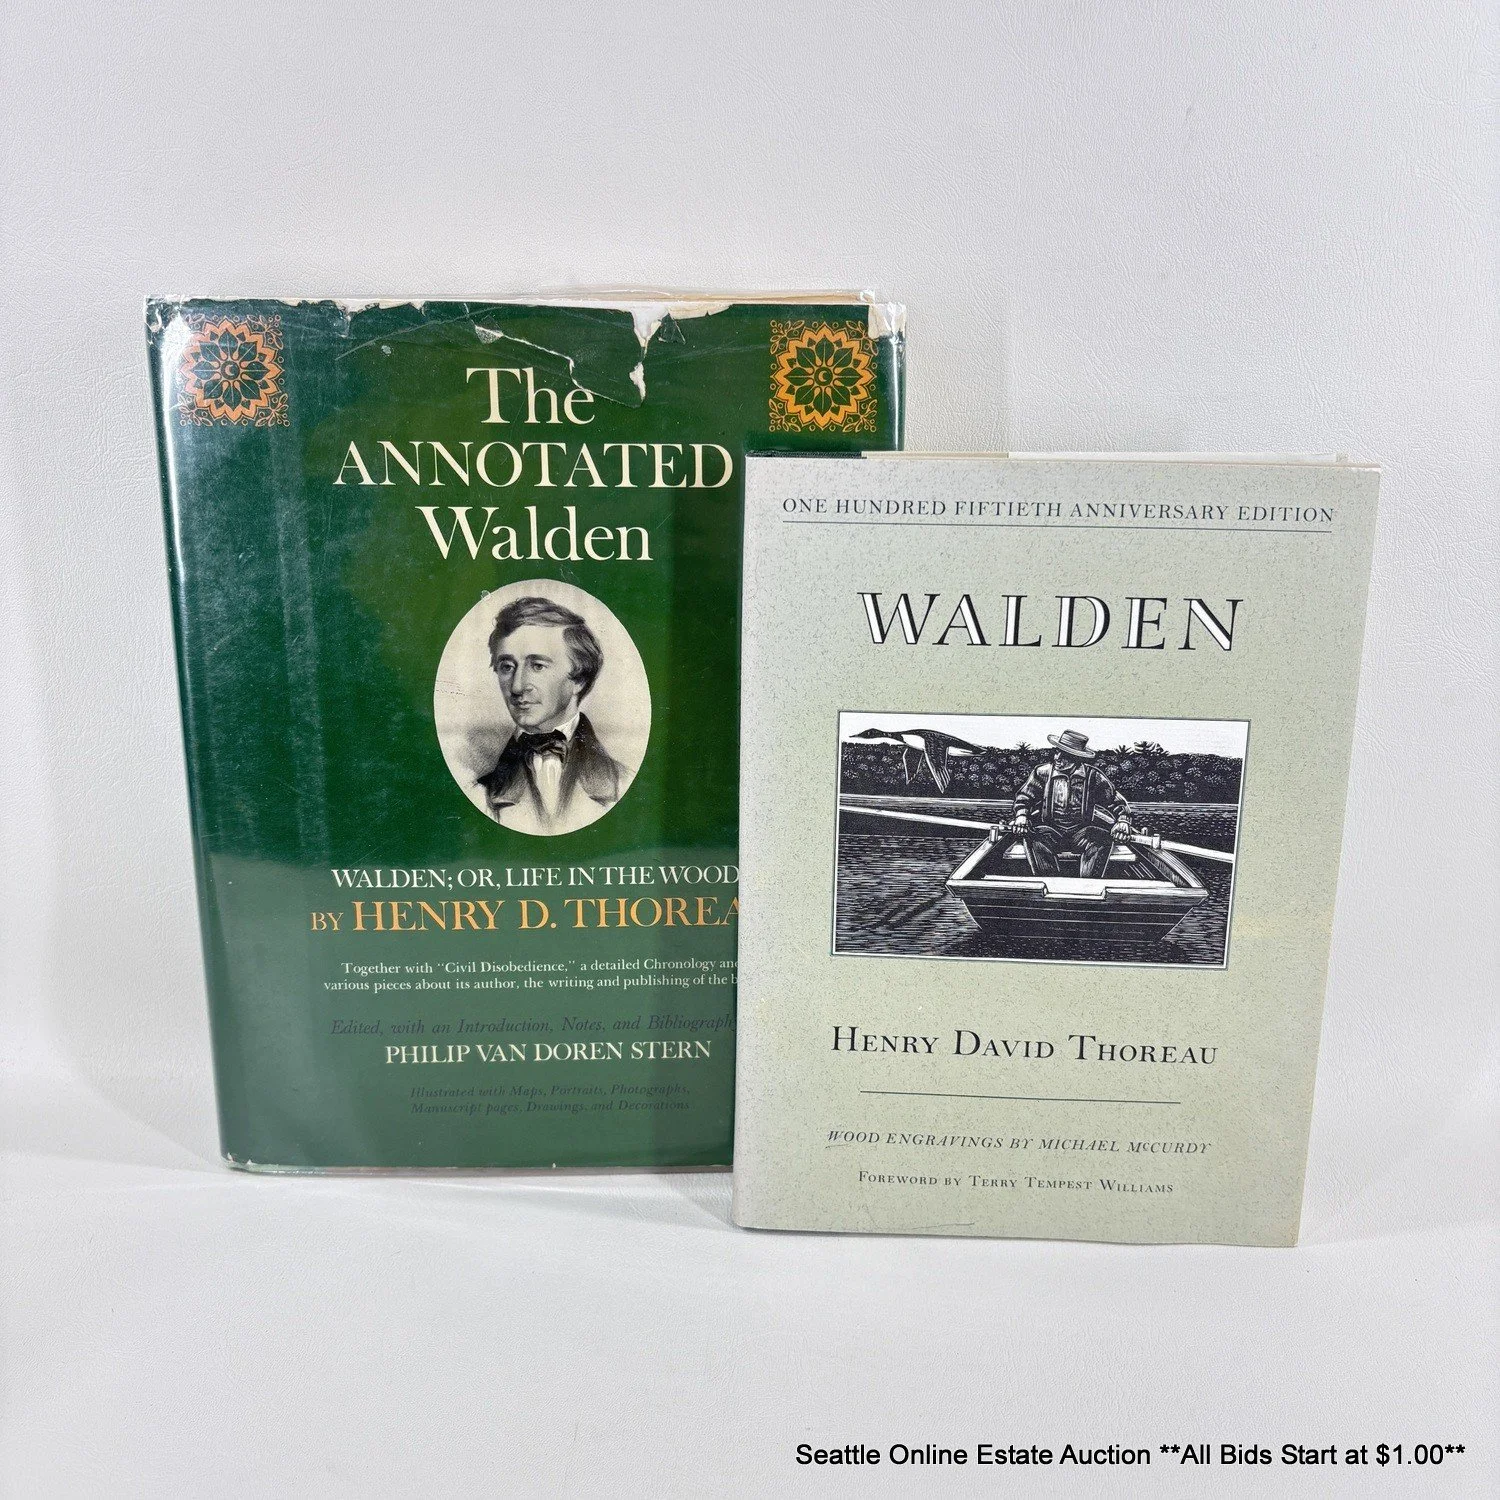 The
ANNOTATED
Walden
WALDEN; OR, LIFE IN THE WOOD
BY HENRY D. THOREA
Together with "Civil Disobedience," a detailed Chronology an
various pieces about its author, the writing and publishing of the b
Edited, with an Introduction, Notes, and Bibliography
PHILIP VAN DOREN STERN
Illustrated with Maps, Portraits, Photographs,
Manuscript pages, Drawings, and Decorations
ONE HUNDRED FIFTIETH ANNIVERSARY EDITION
WALDEN
HENRY DAVID THOREAU
WOOD ENGRAVINGS BY MICHAEL McCURDY
FOREWORD BY TERRY TEMPEST WILLIAMS
Seattle Online Estate Auction **All Bids Start at $1.00**